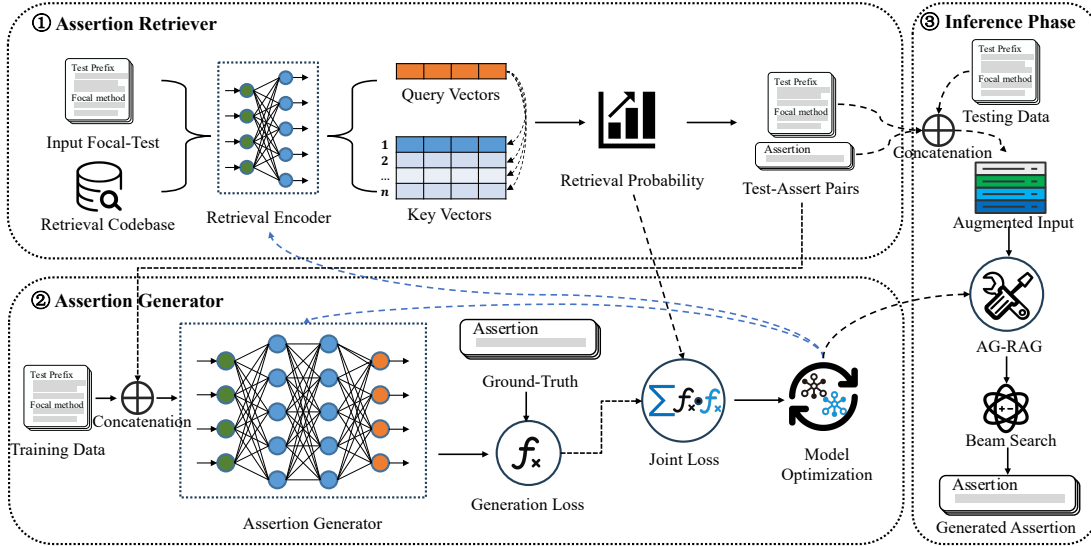 ① Assertion Retriever
Test Prefix
Focal method
Input Focal-Test
Retrieval Codebase
Retrieval Encoder
Query Vectors
1
2
...
n
Key Vectors
Retrieval Probability
Test Prefix
Focal method
Assertion
Test-Assert Pairs
② Assertion Generator
Test Prefix
Focal method
Training Data
Concatenation
Assertion Generator
Assertion
Ground-Truth
fx
Generation Loss
∑fx•fx
Joint Loss
Model
Optimization
③ Inference Phase
Test Prefix
Focal method
Testing Data
Concatenation
Augmented Input
AG-RAG
Beam Search
Assertion
Generated Assertion